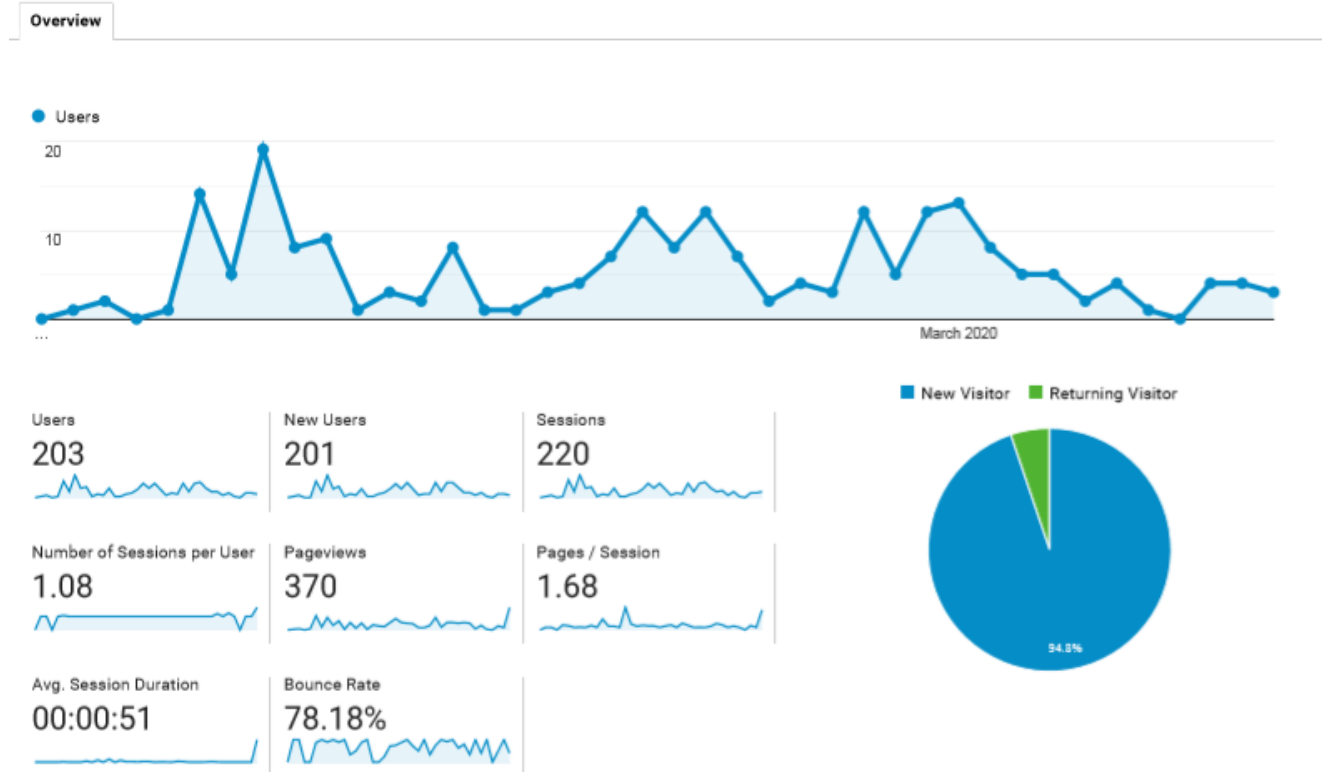 Overview
Users
20
10
...
March 2020
New Visitor Returning Visitor
Users New Users Sessions
203 201 220
Number of Sessions per User Pageviews Pages / Session
1.08 370 1.68
94.8%
Avg. Session Duration Bounce Rate
00:00:51 78.18%